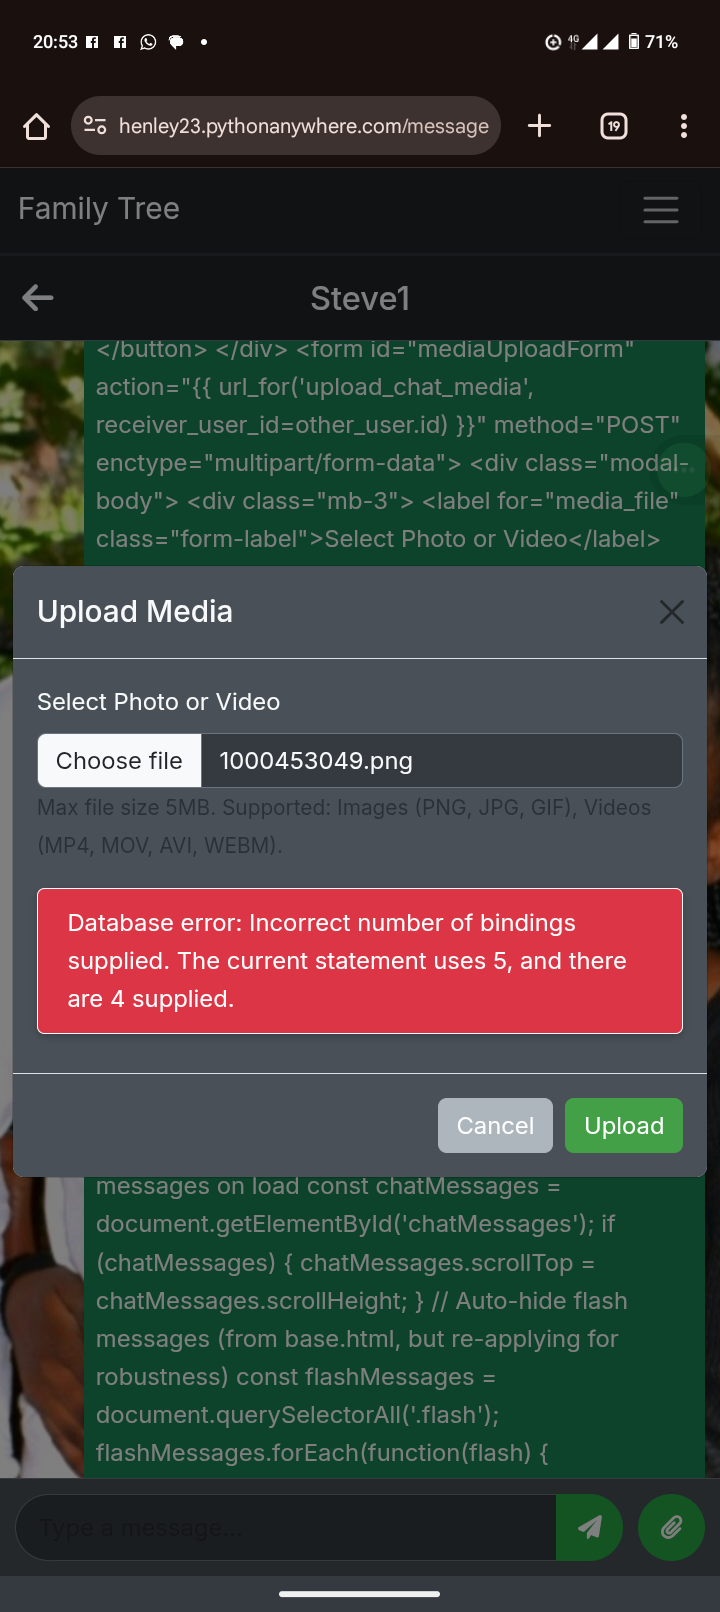 20:53
4G
71%
henley23.pythonanywhere.com/message
19
Family Tree
Steve1
</button> </div> <form id="mediaUploadForm"
action="{{ url_for('upload_chat_media',
receiver_user_id=other_user.id) }}" method="POST"
enctype="multipart/form-data"> <div class="modal-
body"> <div class="mb-3"> <label for="media_file"
class="form-label">Select Photo or Video</label>
Upload Media
Select Photo or Video
Choose file
1000453049.png
Max file size 5MB. Supported: Images (PNG, JPG, GIF), Videos
(MP4, MOV, AVI, WEBM).
Database error: Incorrect number of bindings
supplied. The current statement uses 5, and there
are 4 supplied.
Cancel
Upload
messages on load const chatMessages =
document.getElementById('chatMessages'); if
(chatMessages) { chatMessages.scrollTop =
chatMessages.scrollHeight; } // Auto-hide flash
messages (from base.html, but re-applying for
robustness) const flashMessages =
document.querySelectorAll('.flash');
flashMessages.forEach(function(flash) {
Type a message...